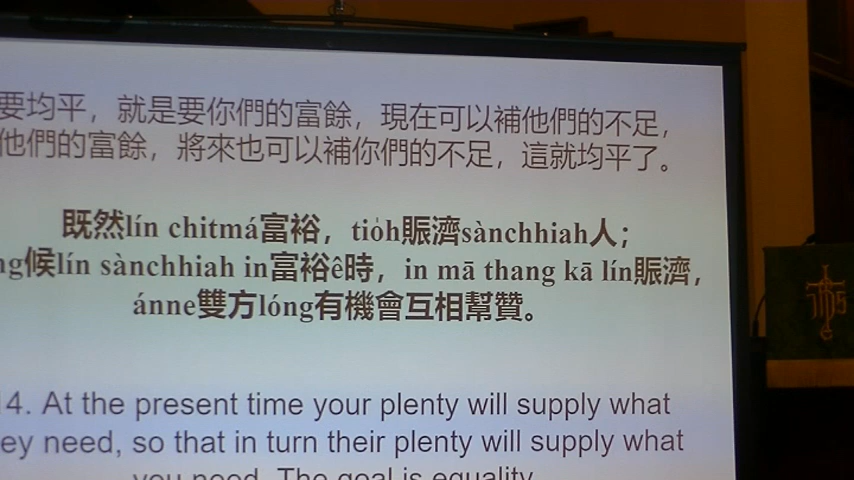 要均平，就是要你們的富餘，現在可以補他們的不足，
他們的富餘，將來也可以補你們的不足，這就均平了。
既然lín chitmá富裕，tio̍h賑濟sànchhiah人；
ng候lín sànchhiah in富裕ê時，in mā thang kā lín賑濟，
ánne雙方lóng有機會互相幫贊。
14. At the present time your plenty will supply what
ey need, so that in turn their plenty will supply what
you need. The goal is equality
IHS